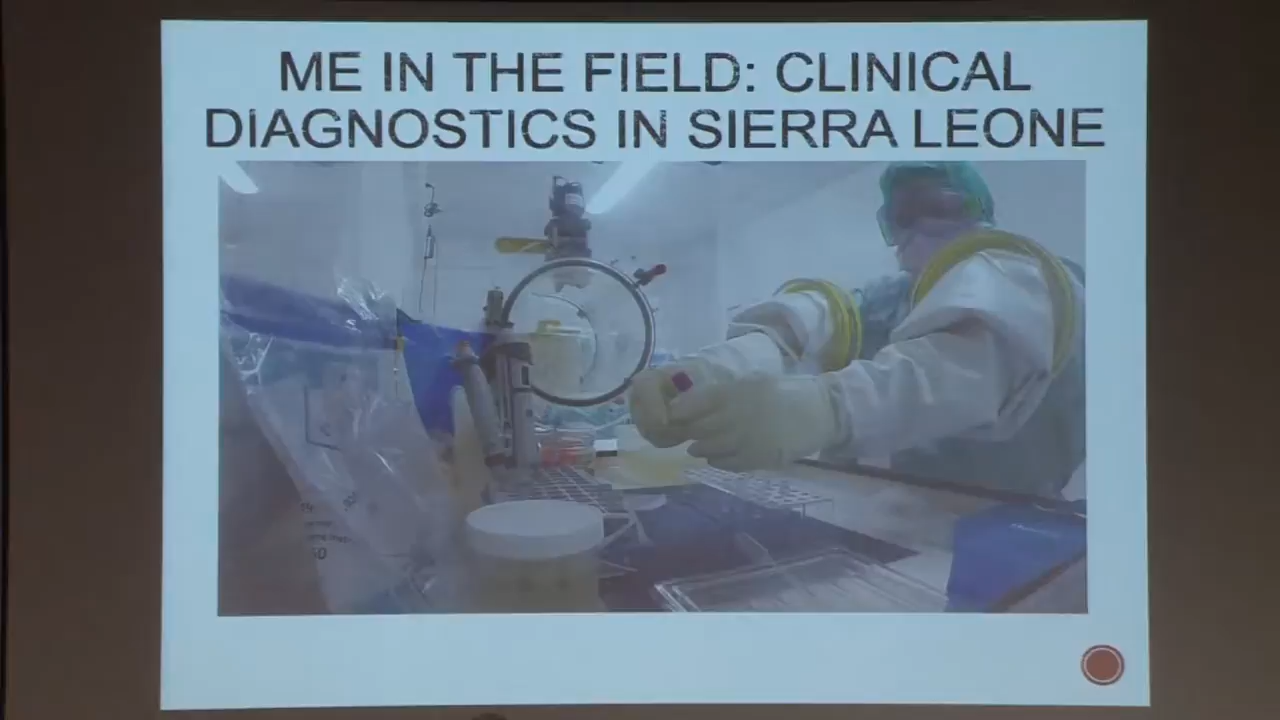 ME IN THE FIELD: CLINICAL
DIAGNOSTICS IN SIERRA LEONE